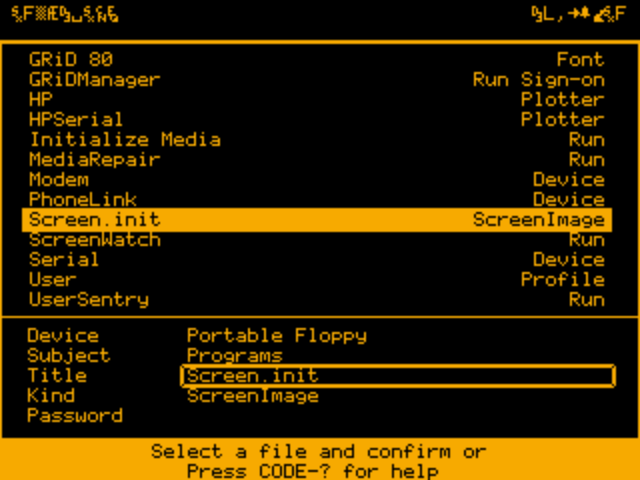 GRiD 80 Font
GRiDManager Run Sign-on
HP Plotter
HPSerial Plotter
Initialize Media Run
MediaRepair Run
Modem Device
PhoneLink Device
Screen.init ScreenImage
ScreenWatch Run
Serial Device
User Profile
UserSentry Run
Device Portable Floppy
Subject Programs
Title Screen.init
Kind ScreenImage
Password
Select a file and confirm or
Press CODE-? for help